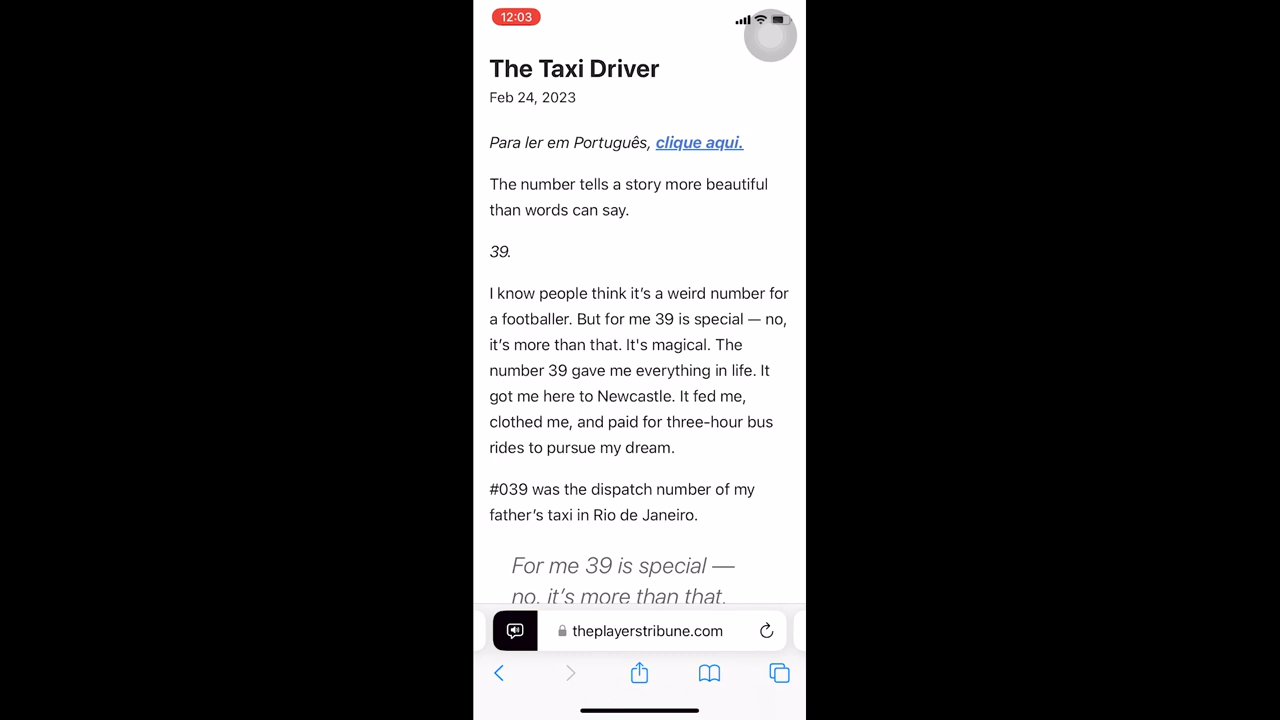 12:03
The Taxi Driver
Feb 24, 2023
Para ler em Português, clique aqui.
The number tells a story more beautiful
than words can say.
39.
I know people think it’s a weird number for
a footballer. But for me 39 is special — no,
it’s more than that. It's magical. The
number 39 gave me everything in life. It
got me here to Newcastle. It fed me,
clothed me, and paid for three-hour bus
rides to pursue my dream.
#039 was the dispatch number of my
father’s taxi in Rio de Janeiro.
For me 39 is special —
no, it’s more than that.
theplayerstribune.com